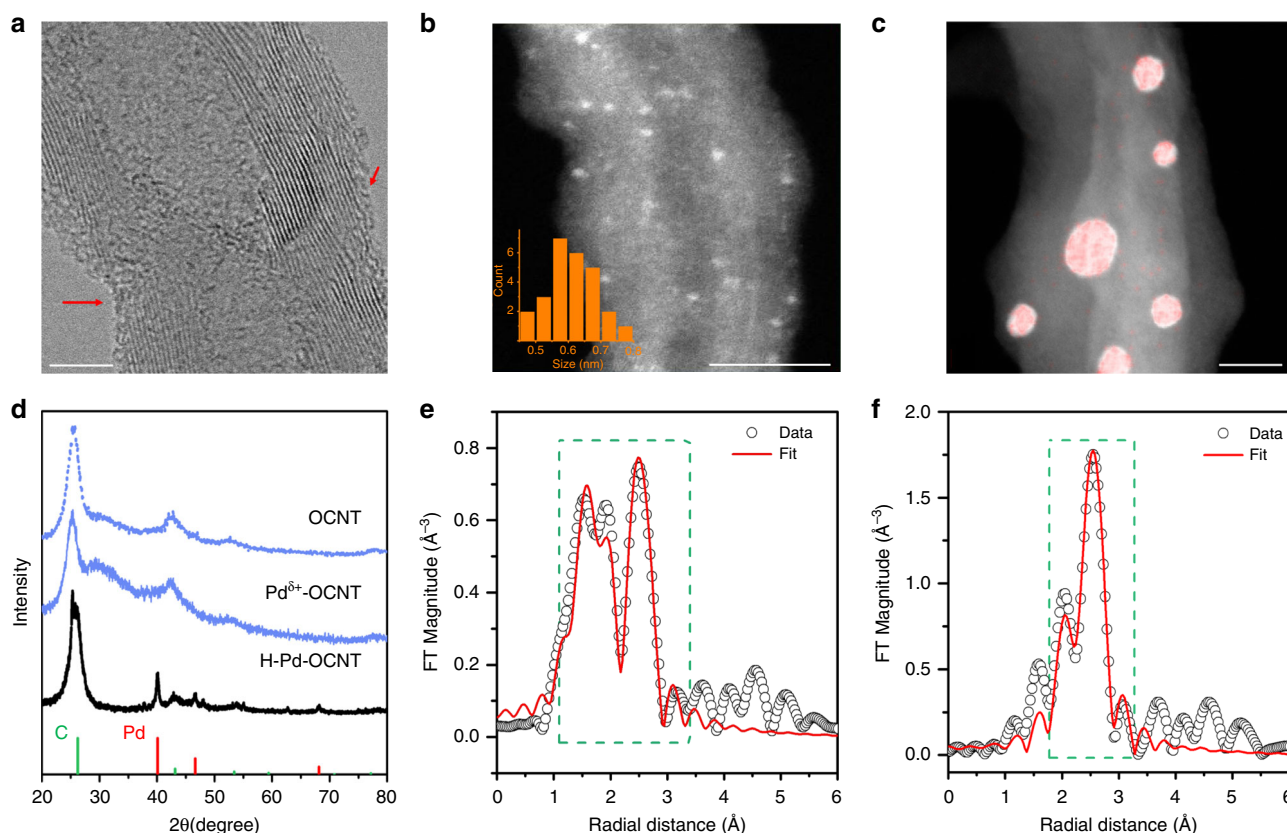 a
b
c
Count
6
4
2
0.5
0.6
0.7
0.8
Size (nm)
d
Intensity
OCNT
Pdδ+-OCNT
H-Pd-OCNT
C
Pd
20
30
40
50
60
70
80
2θ(degree)
e
FT Magnitude (Å−3)
0.8
0.6
0.4
0.2
0.0
Data
Fit
0
1
2
3
4
5
6
Radial distance (Å)
f
FT Magnitude (Å−3)
2.0
1.5
1.0
0.5
0.0
Data
Fit
0
1
2
3
4
5
6
Radial distance (Å)